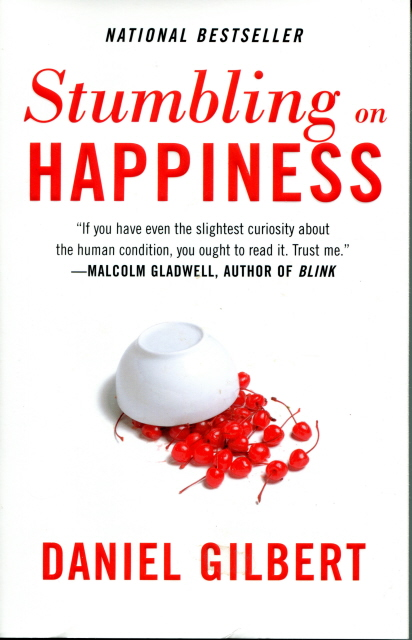 NATIONAL BESTSELLER
Stumbling on
HAPPINESS
“If you have even the slightest curiosity about
the human condition, you ought to read it. Trust me.”
—MALCOLM GLADWELL, AUTHOR OF BLINK
DANIEL GILBERT